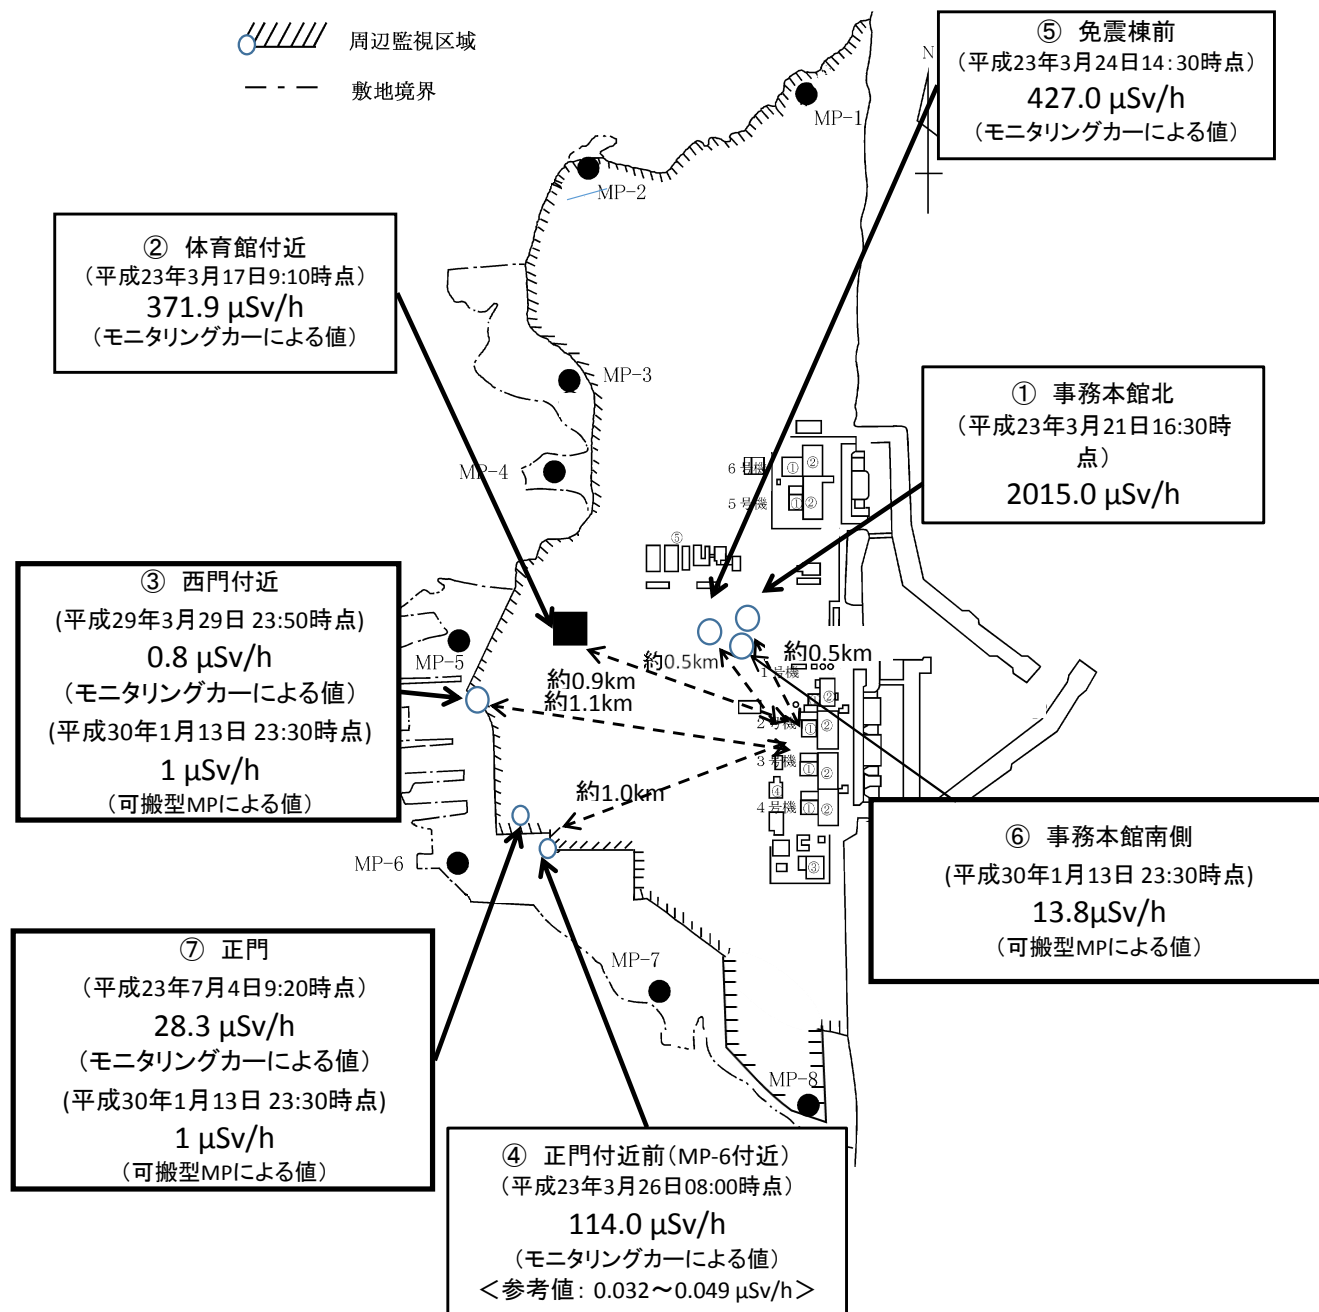 周辺監視区域
敷地境界
⑤ 免震棟前
(平成23年3月24日14:30時点)
427.0 μSv/h
(モニタリングカーによる値)
N
MP-1
MP-2
② 体育館付近
(平成23年3月17日9:10時点)
371.9 μSv/h
(モニタリングカーによる値)
MP-3
① 事務本館北
(平成23年3月21日16:30時
点)
2015.0 μSv/h
MP-4
6号機
①
②
5号機
①
②
⑤
③ 西門付近
(平成29年3月29日 23:50時点)
0.8 μSv/h
(モニタリングカーによる値)
(平成30年1月13日 23:30時点)
1 μSv/h
(可搬型MPによる値)
MP-5
約0.5km
約0.5km
約0.9km
約1.1km
1号機
②
2号機
①
②
3号機
①
②
④
4号機
①
②
③
約1.0km
MP-6
⑥ 事務本館南側
(平成30年1月13日 23:30時点)
13.8μSv/h
(可搬型MPによる値)
⑦ 正門
(平成23年7月4日9:20時点)
28.3 μSv/h
(モニタリングカーによる値)
(平成30年1月13日 23:30時点)
1 μSv/h
(可搬型MPによる値)
MP-7
MP-8
④ 正門付近前(MP-6付近)
(平成23年3月26日08:00時点)
114.0 μSv/h
(モニタリングカーによる値)
<参考値: 0.032～0.049 μSv/h>